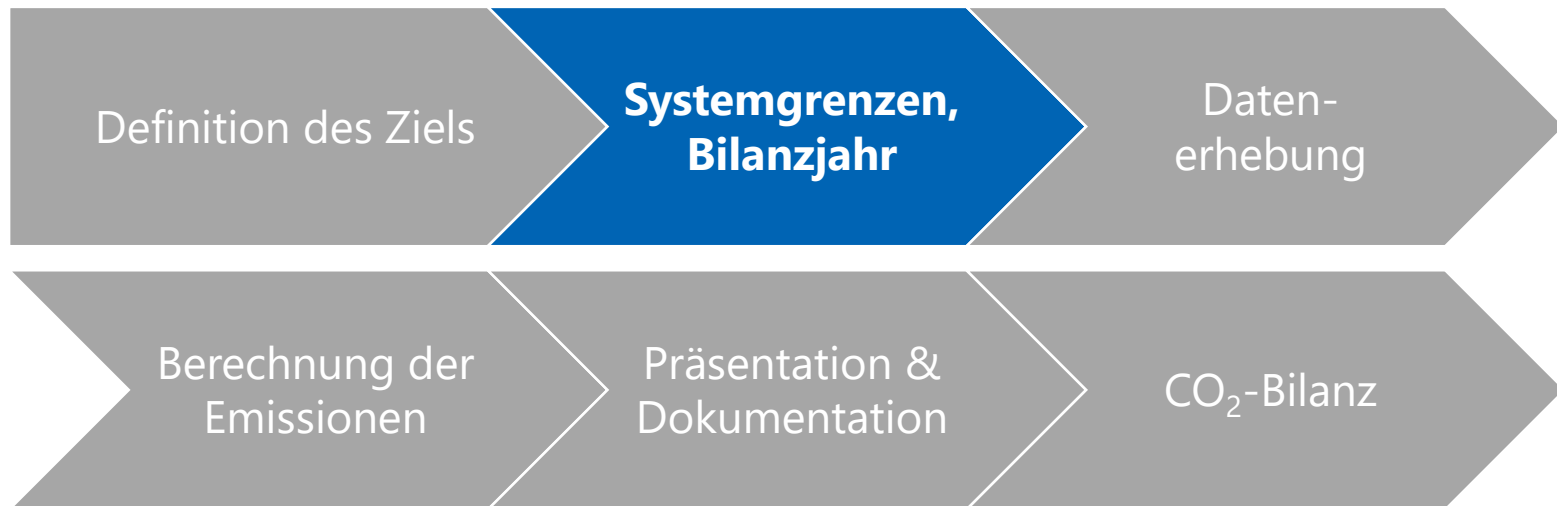 Definition des Ziels
Systemgrenzen,
Bilanzjahr
Daten-
erhebung
Berechnung der
Emissionen
Präsentation &
Dokumentation
CO₂-Bilanz